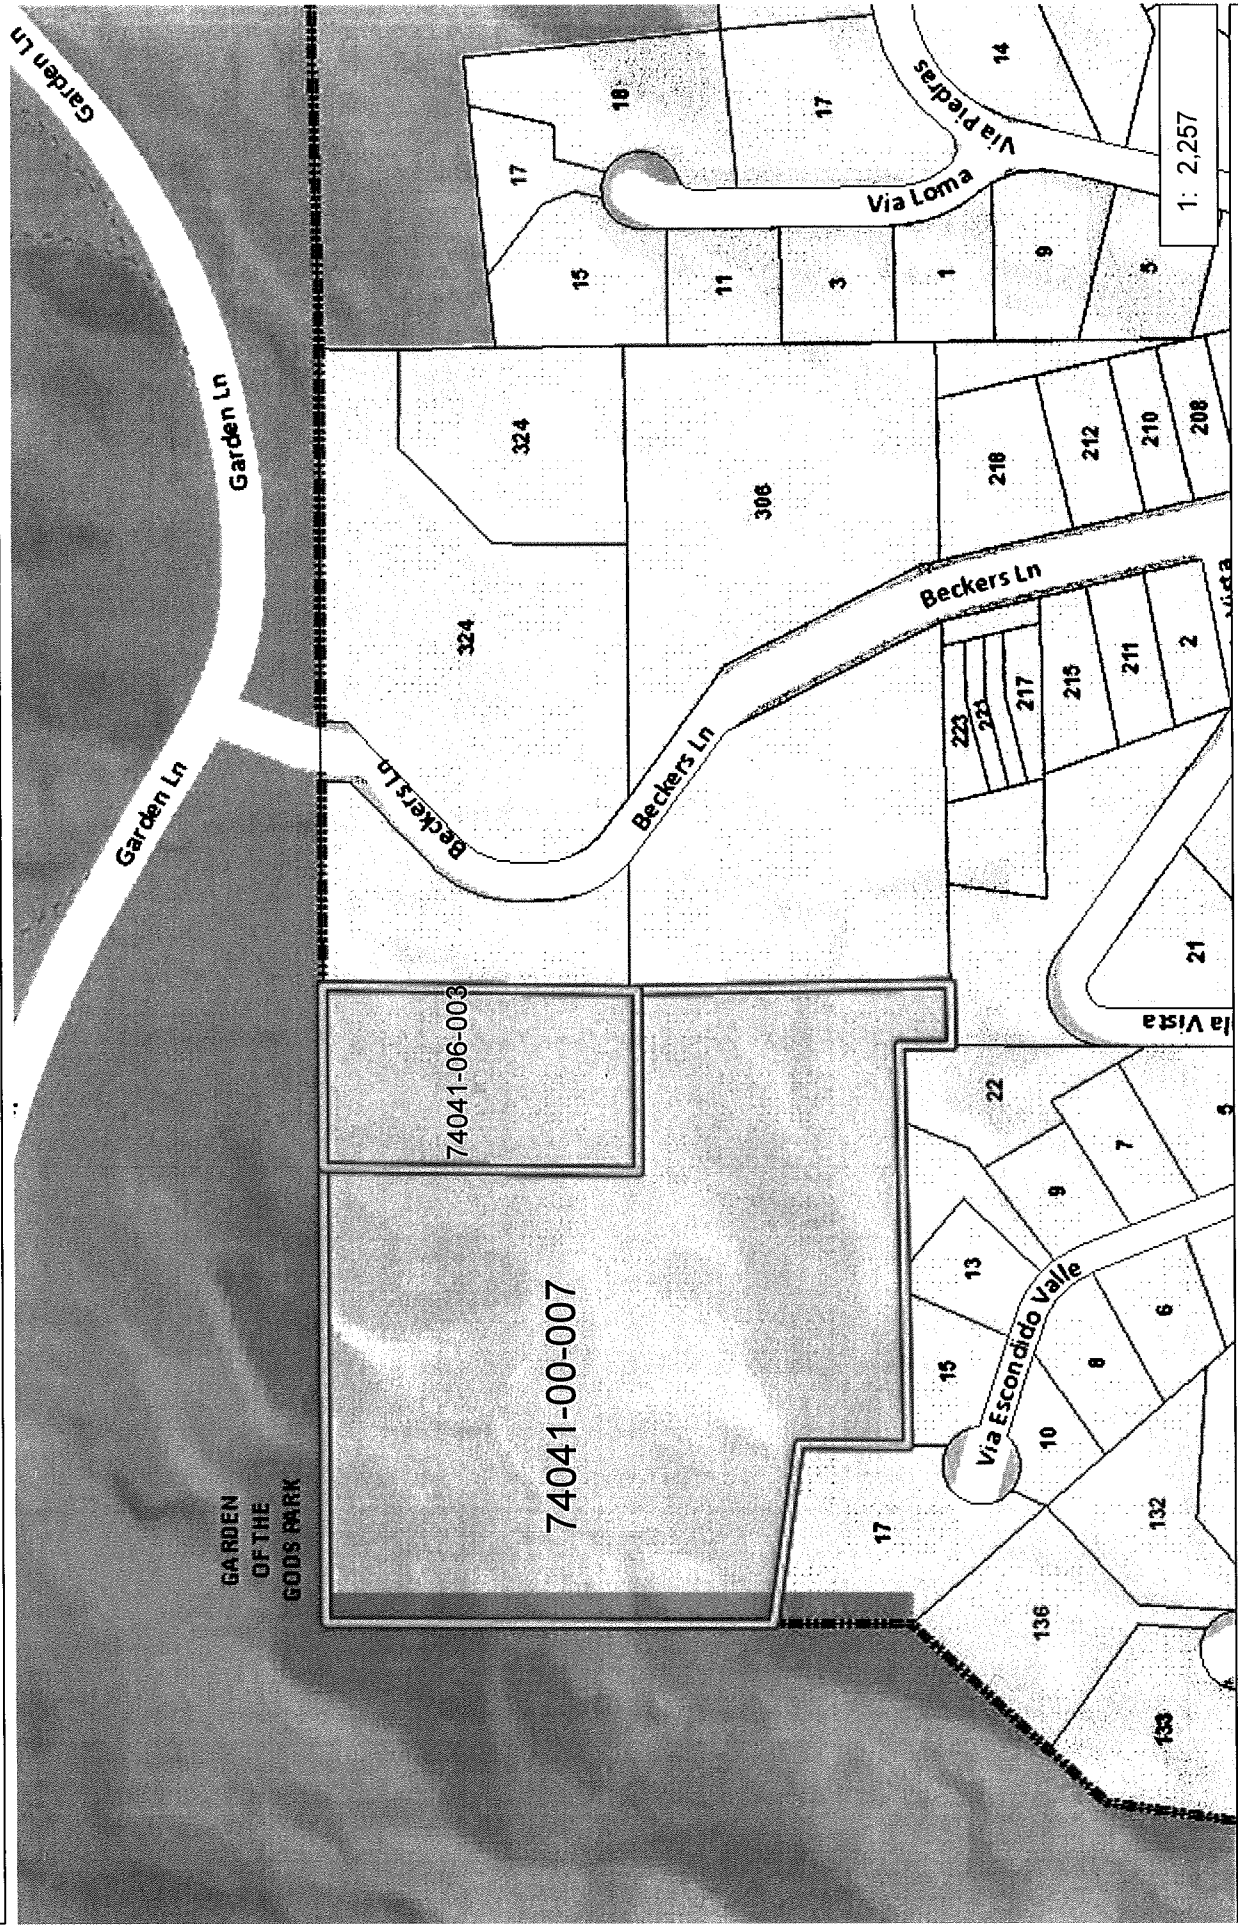 GARDEN
OF THE
GODS PARK
Garden Ln
Garden Ln
Garden Ln
74041-06-003
74041-00-007
324
324
306
Beckers Ln
Beckers Ln
Beckers Ln
18
17
17
15
11
3
1
9
5
14
Via Loma
Via Piedras
1: 2,257
218
212
210
208
223
221
217
215
211
2
21
la Vista
Vista
22
7
5
9
13
15
Via Escondido Valle
6
8
10
17
132
136
133